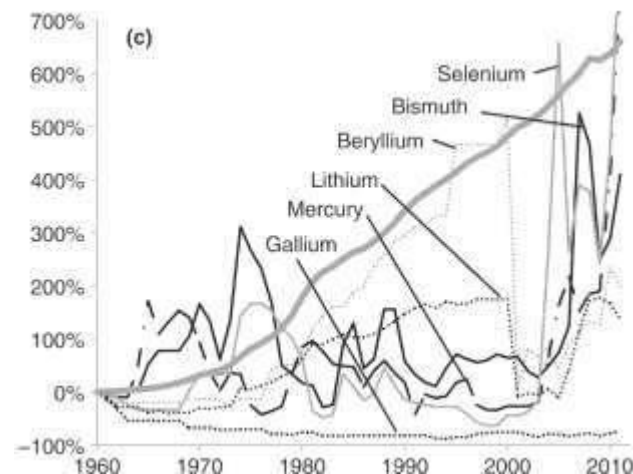 700%
(c)
600%
Selenium
500%
Bismuth
Beryllium
400%
Lithium
300%
Mercury
Gallium
200%
100%
0%
−100%
1960 1970 1980 1990 2000 2010